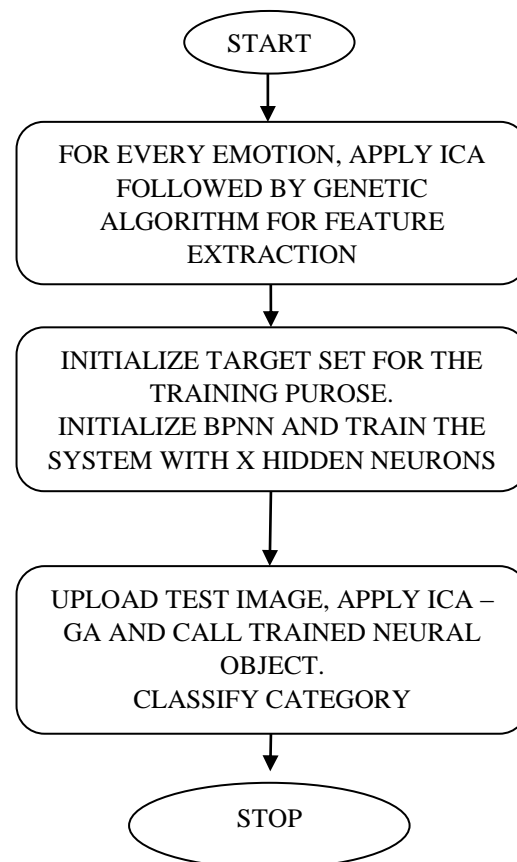 START
FOR EVERY EMOTION, APPLY ICA
FOLLOWED BY GENETIC
ALGORITHM FOR FEATURE
EXTRACTION
INITIALIZE TARGET SET FOR THE
TRAINING PUROSE.
INITIALIZE BPNN AND TRAIN THE
SYSTEM WITH X HIDDEN NEURONS
UPLOAD TEST IMAGE, APPLY ICA –
GA AND CALL TRAINED NEURAL
OBJECT.
CLASSIFY CATEGORY
STOP